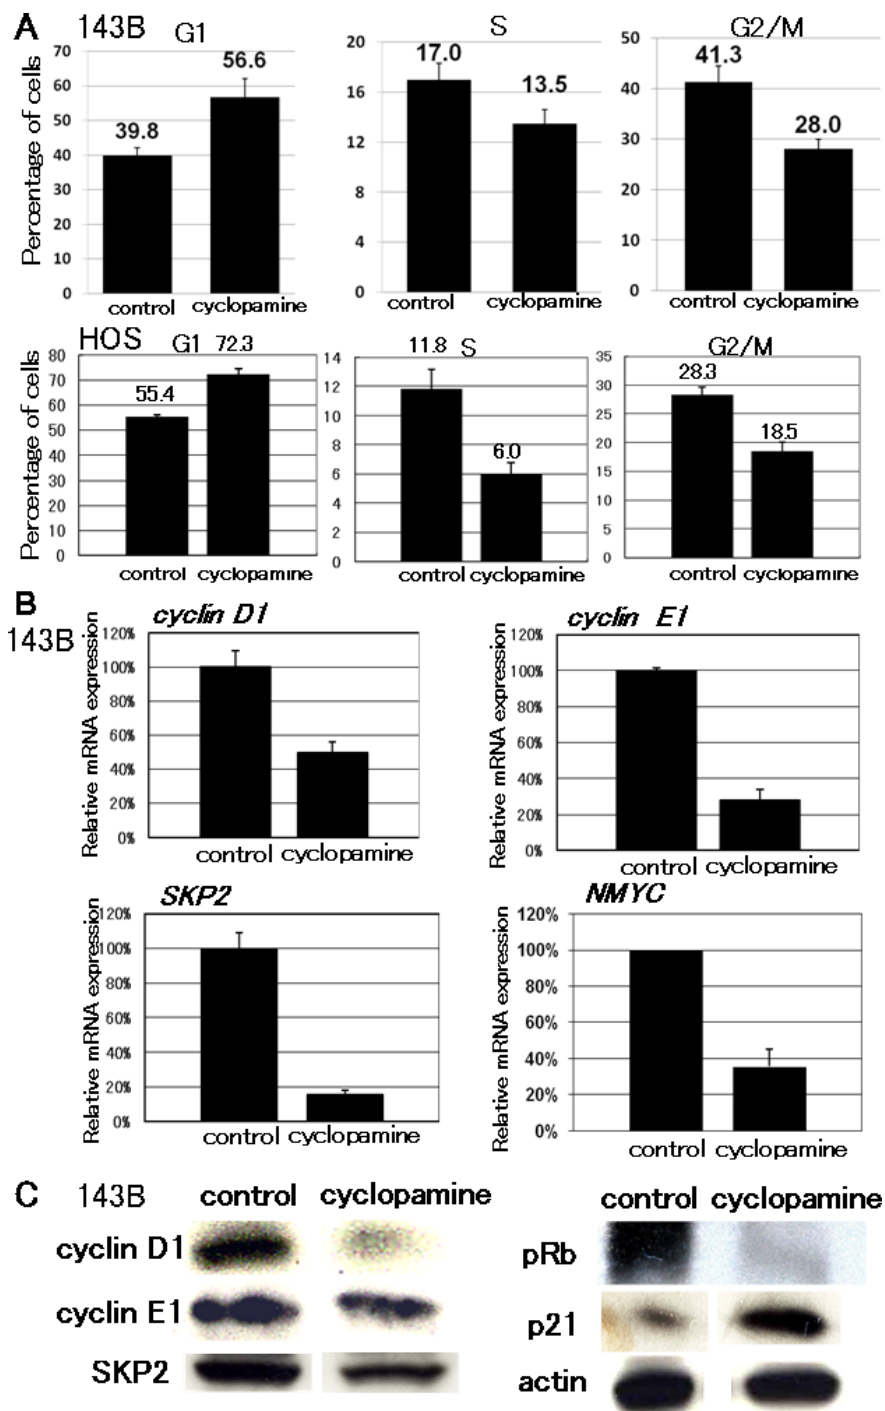 A 143B G1 S G2/M
Percentage of cells
70
60
50
40
30
20
10
0
39.8
56.6
control cyclopamine
20
16
12
8
4
0
17.0
13.5
control cyclopamine
50
40
30
20
10
0
41.3
28.0
control cyclopamine
HOS G1 S G2/M
Percentage of cells
80
70
60
50
40
30
20
10
0
55.4
72.3
control cyclopamine
14
12
10
8
6
4
2
0
11.8
6.0
control cyclopamine
35
30
25
20
15
10
5
0
28.3
18.5
control cyclopamine
B
143B
cyclin D1
Relative mRNA expression
120%
100%
80%
60%
40%
20%
0%
control cyclopamine
cyclin E1
Relative mRNA expression
120%
100%
80%
60%
40%
20%
0%
control cyclopamine
SKP2
Relative mRNA expression
120%
100%
80%
60%
40%
20%
0%
control cyclopamine
NMYC
Relative mRNA expression
120%
100%
80%
60%
40%
20%
0%
control cyclopamine
C 143B control cyclopamine
cyclin D1
cyclin E1
SKP2
control cyclopamine
pRb
p21
actin